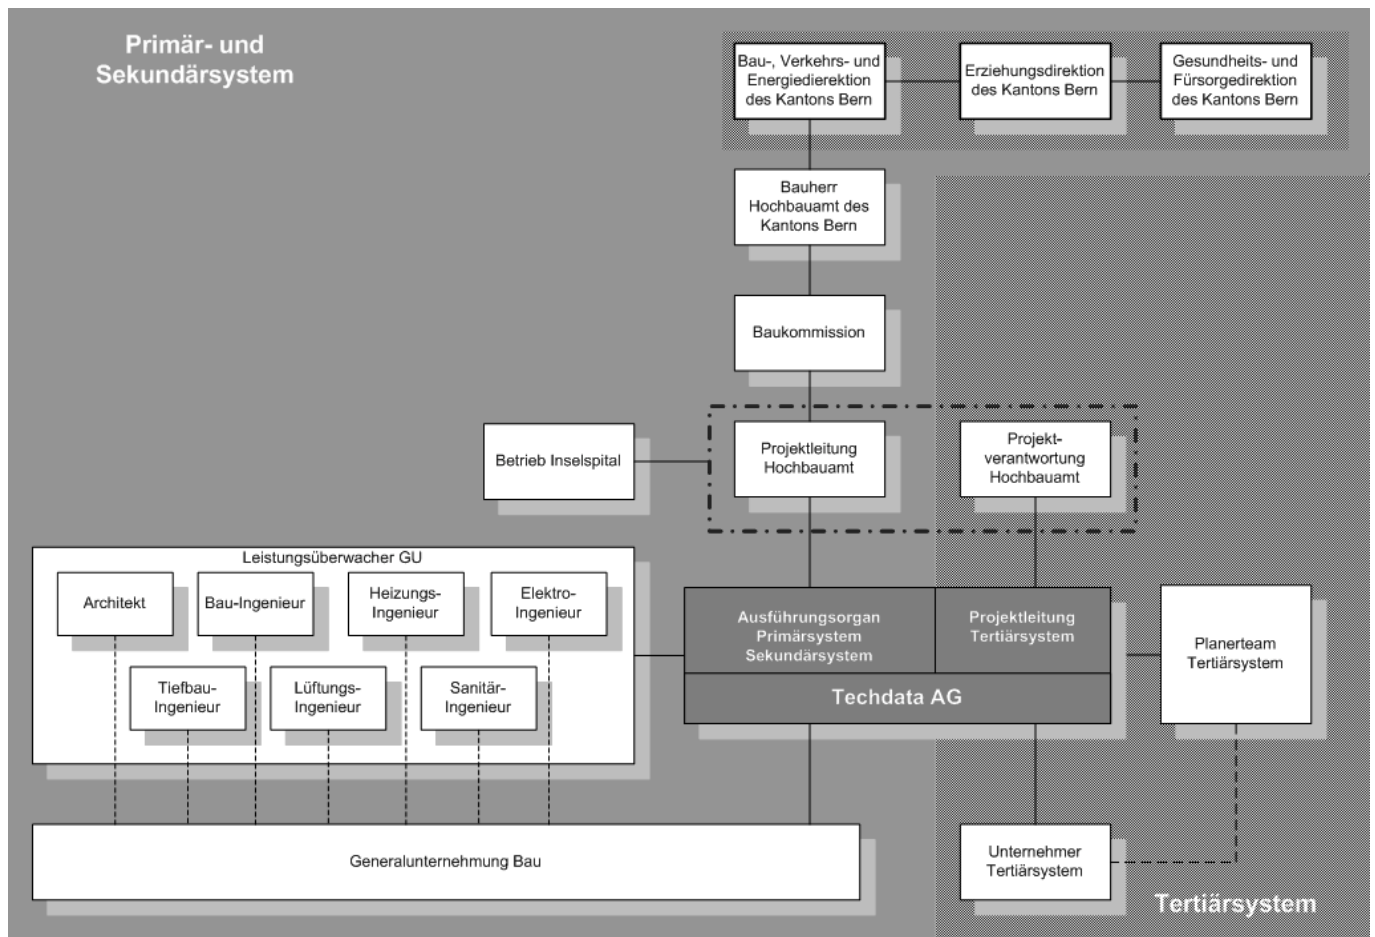 Primär- und
Sekundärsystem
Bau-, Verkehrs- und
Energiedierektion
des Kantons Bern
Erziehungsdirektion
des Kantons Bern
Gesundheits- und
Fürsorgedirektion
des Kantons Bern
Bauherr
Hochbauamt des
Kantons Bern
Baukommission
Betrieb Inselspital
Projektleitung
Hochbauamt
Projekt-
verantwortung
Hochbauamt
Leistungsüberwacher GU
Architekt
Bau-Ingenieur
Heizungs-
Ingenieur
Elektro-
Ingenieur
Tiefbau-
Ingenieur
Lüftungs-
Ingenieur
Sanitär-
Ingenieur
Ausführungsorgan
Primärsystem
Sekundärsystem
Projektleitung
Tertiärsystem
Techdata AG
Planerteam
Tertiärsystem
Generalunternehmung Bau
Unternehmer
Tertiärsystem
Tertiärsystem